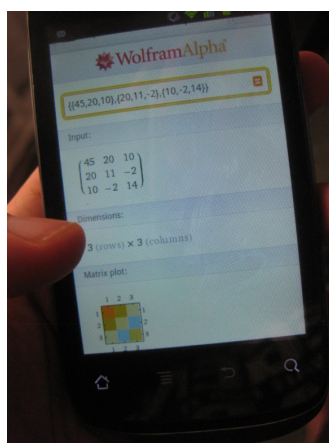 WolframAlpha
{{45,20,10},{20,11,-2},{10,-2,14}}
Input:
45 20 10
20 11 -2
10 -2 14
Dimensions:
3 (rows) × 3 (columns)
Matrix plot:
1 2 3
1 1
2 2
3 3
1 2 3